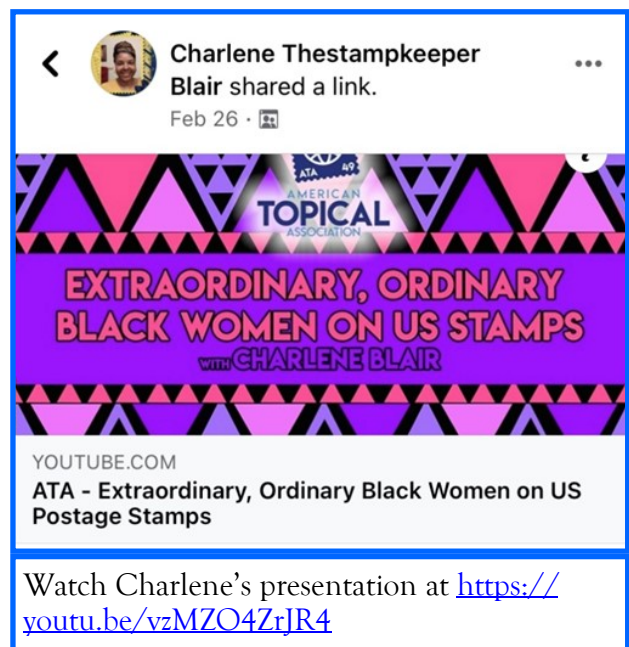 Charlene Thestampkeeper
Blair shared a link.
Feb 26 ·
ATA 49
AMERICAN
TOPICAL
ASSOCIATION
EXTRAORDINARY, ORDINARY
BLACK WOMEN ON US STAMPS
WITH CHARLENE BLAIR
YOUTUBE.COM
ATA - Extraordinary, Ordinary Black Women on US
Postage Stamps
Watch Charlene’s presentation at https://
youtu.be/vzMZO4ZrJR4